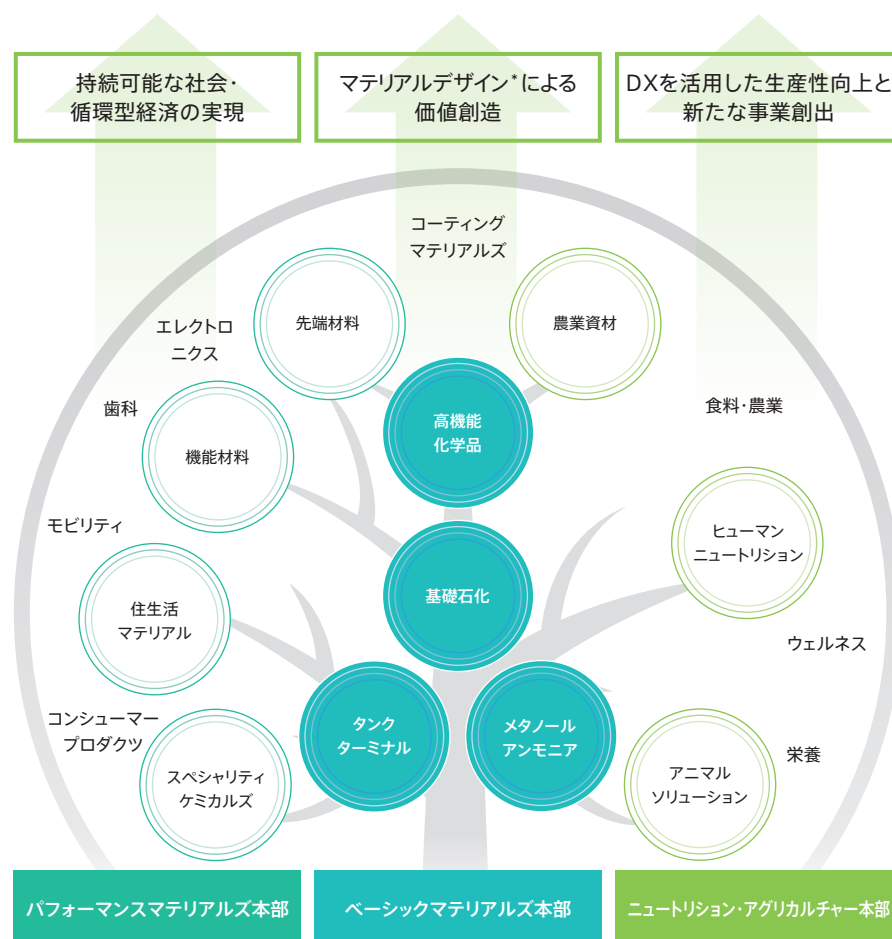 持続可能な社会・
循環型経済の実現
マテリアルデザイン*による
価値創造
DXを活用した生産性向上と
新たな事業創出
コーティング
マテリアルズ
先端材料
農業資材
エレクトロ
ニクス
歯科
高機能
化学品
食料・農業
機能材料
モビリティ
ヒューマン
ニュートリション
基礎石化
住生活
マテリアル
ウェルネス
コンシューマー
プロダクツ
タンク
ターミナル
メタノール
アンモニア
栄養
スペシャリティ
ケミカルズ
アニマル
ソリューション
パフォーマンスマテリアルズ本部
ベーシックマテリアルズ本部
ニュートリション・アグリカルチャー本部